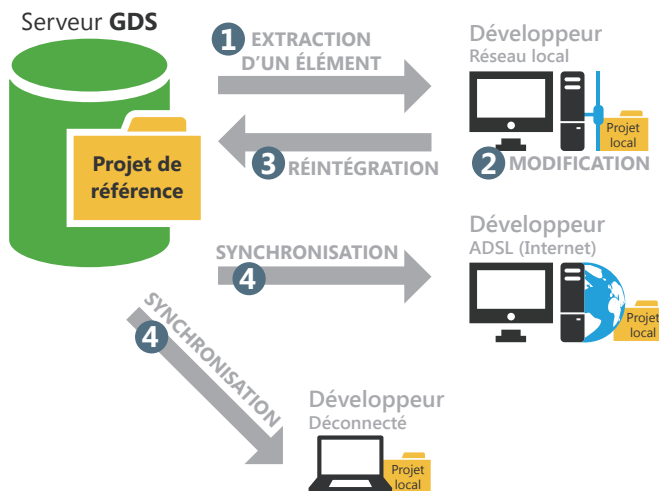 Serveur GDS
Projet de
référence
1 EXTRACTION
D'UN ÉLÉMENT
Développeur
Réseau local
Projet
local
2 MODIFICATION
3 RÉINTÉGRATION
SYNCHRONISATION
4
Développeur
ADSL (Internet)
Projet
local
SYNCHRONISATION
4
Développeur
Déconnecté
Projet
local